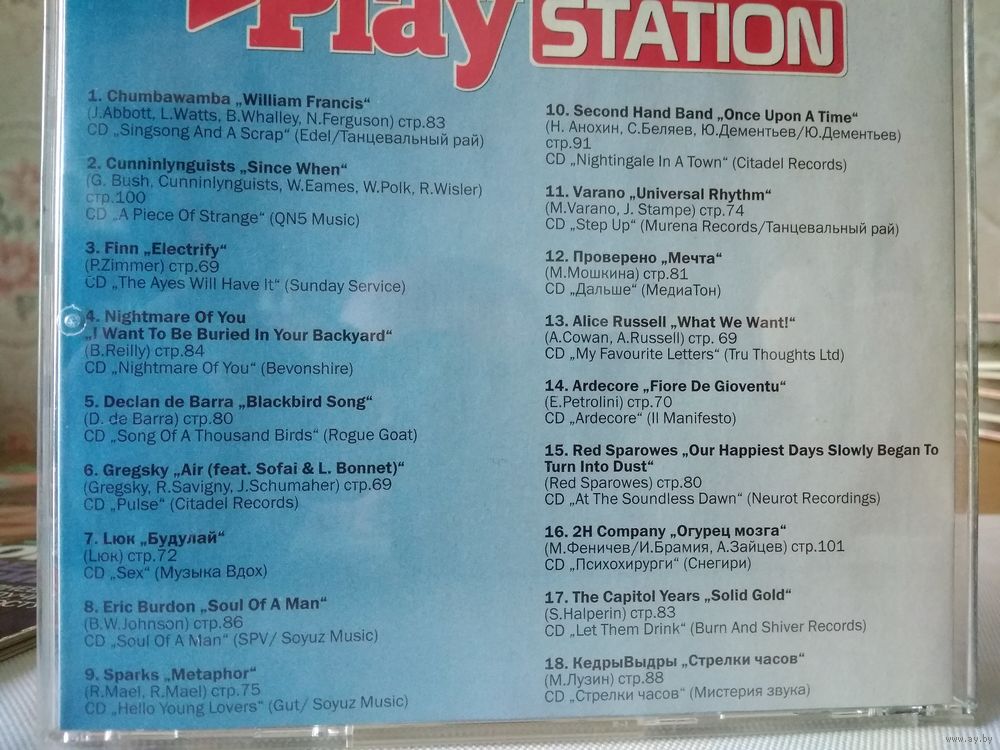 Play STATION
1. Chumbawamba „William Francis“
(J.Abbott, L.Watts, B.Whalley, N.Ferguson) стр.83
CD „Singsong And A Scrap“ (Edel/Танцевальный рай)
2. Cunninlynguists „Since When“
(G. Bush, Cunninlynguists, W.Eames, W.Polk, R.Wisler)
стр.100
CD „A Piece Of Strange“ (QN5 Music)
3. Finn „Electrify“
(P.Zimmer) стр.69
CD „The Ayes Will Have It“ (Sunday Service)
4. Nightmare Of You
„I Want To Be Buried In Your Backyard“
(B.Reilly) стр.84
CD „Nightmare Of You“ (Bevonshire)
5. Declan de Barra „Blackbird Song“
(D. de Barra) стр.80
CD „Song Of A Thousand Birds“ (Rogue Goat)
6. Gregsky „Air (feat. Sofai & L. Bonnet)“
(Gregsky, R.Savigny, J.Schumaher) стр.69
CD „Pulse“ (Citadel Records)
7. Lюк „Будулай“
(Lюк) стр.72
CD „Sex“ (Музыка Вдох)
8. Eric Burdon „Soul Of A Man“
(B.W.Johnson) стр.86
CD „Soul Of A Man“ (SPV/ Soyuz Music)
9. Sparks „Metaphor“
(R.Mael, R.Mael) стр.75
CD „Hello Young Lovers“ (Gut/ Soyuz Music)
10. Second Hand Band „Once Upon A Time“
(Н. Анохин, С.Беляев, Ю.Дементьев/Ю.Дементьев)
стр.91
CD „Nightingale In A Town“ (Citadel Records)
11. Varano „Universal Rhythm“
(M.Varano, J. Stampe) стр.74
CD „Step Up“ (Murena Records/Танцевальный рай)
12. Проверено „Мечта“
(М.Мошкина) стр.81
CD „Дальше“ (МедиаТон)
13. Alice Russell „What We Want!“
(A.Cowan, A.Russell) стр. 69
CD „My Favourite Letters“ (Tru Thoughts Ltd)
14. Ardecore „Fiore De Gioventu“
(E.Petrolini) стр.70
CD „Ardecore“ (Il Manifesto)
15. Red Sparowes „Our Happiest Days Slowly Began To
Turn Into Dust“
(Red Sparowes) стр.80
CD „At The Soundless Dawn“ (Neurot Recordings)
16. 2H Company „Огурец мозга“
(М.Феничев/И.Брамия, А.Зайцев) стр.101
CD „Психохирурги“ (Снегири)
17. The Capitol Years „Solid Gold“
(S.Halperin) стр.83
CD „Let Them Drink“ (Burn And Shiver Records)
18. КедрыВыдры „Стрелки часов“
(М.Лузин) стр.88
CD „Стрелки часов“ (Мистерия звука)
www.ay.by